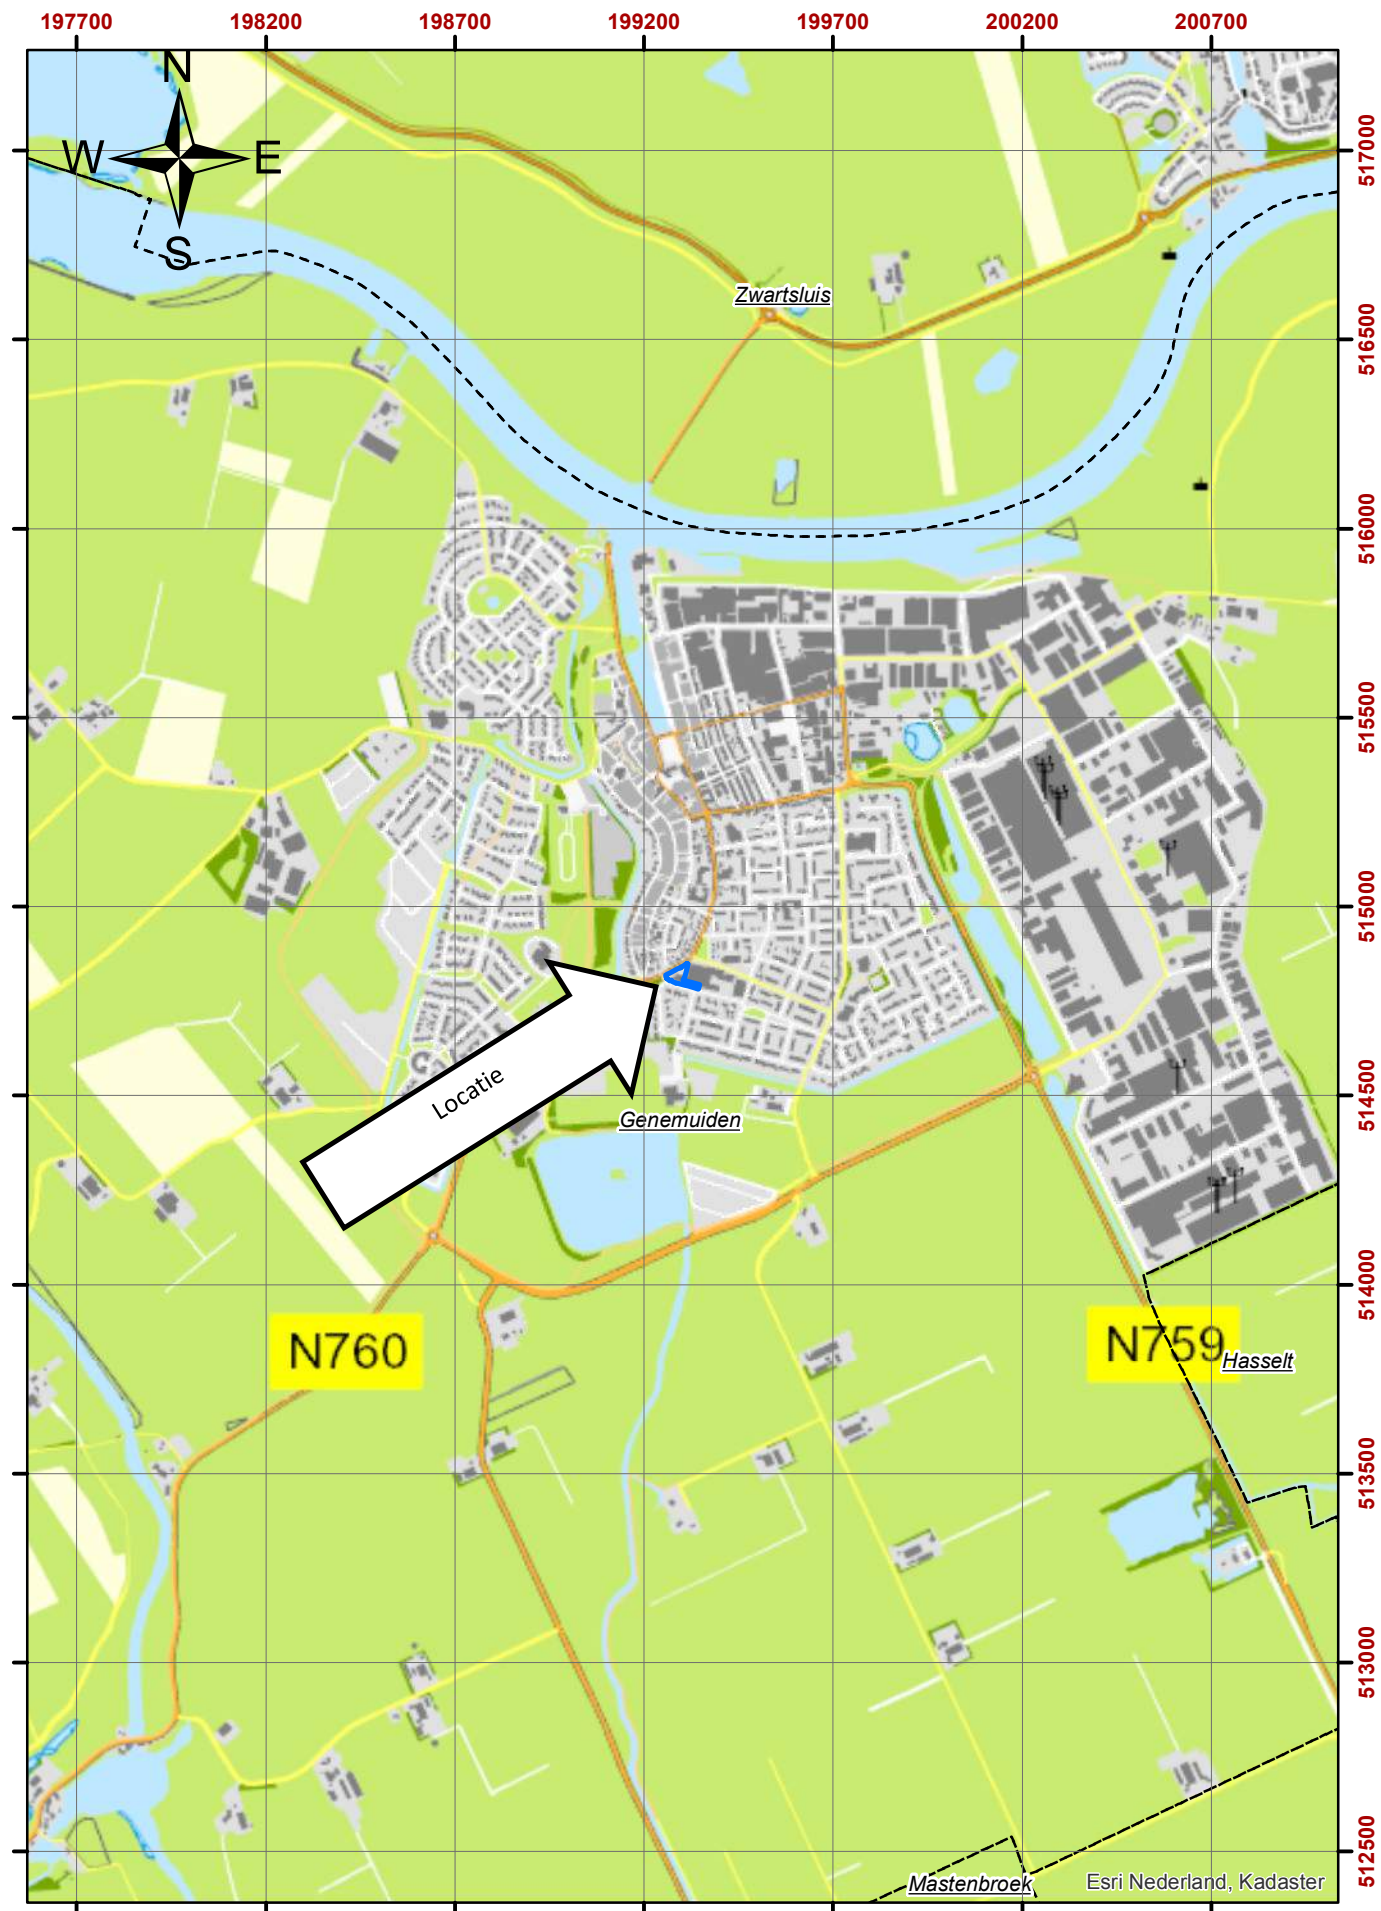 197700 198200 198700 199200 199700 200200 200700
N
W E
S
517000
Zwartsluis
516500
516000
515500
515000
Locatie
514500
Genemuiden
514000
N760
N759
Hasselt
513500
513000
512500
Mastenbroek
Esri Nederland, Kadaster